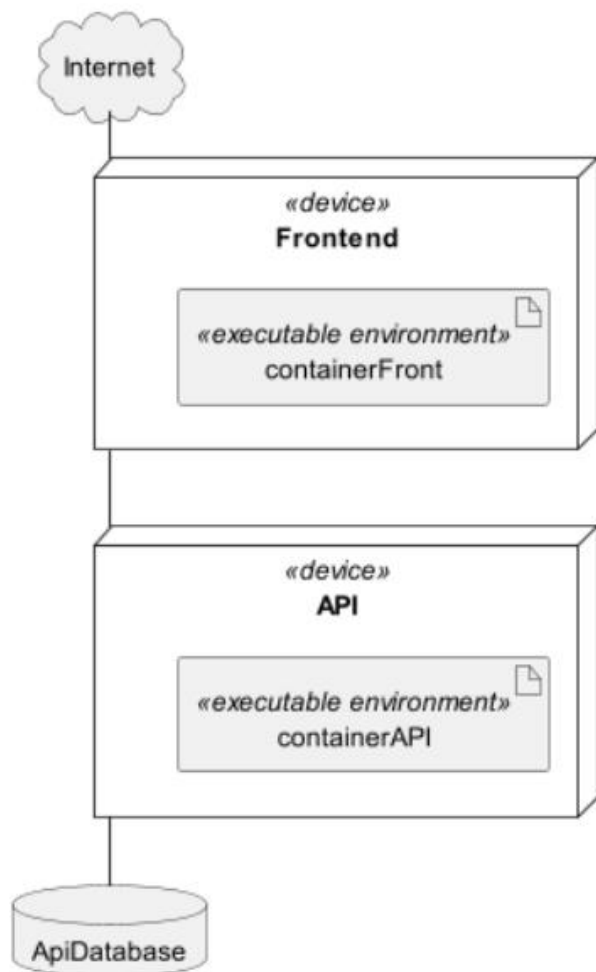 Internet
«device»
Frontend
«executable environment»
containerFront
«device»
API
«executable environment»
containerAPI
ApiDatabase